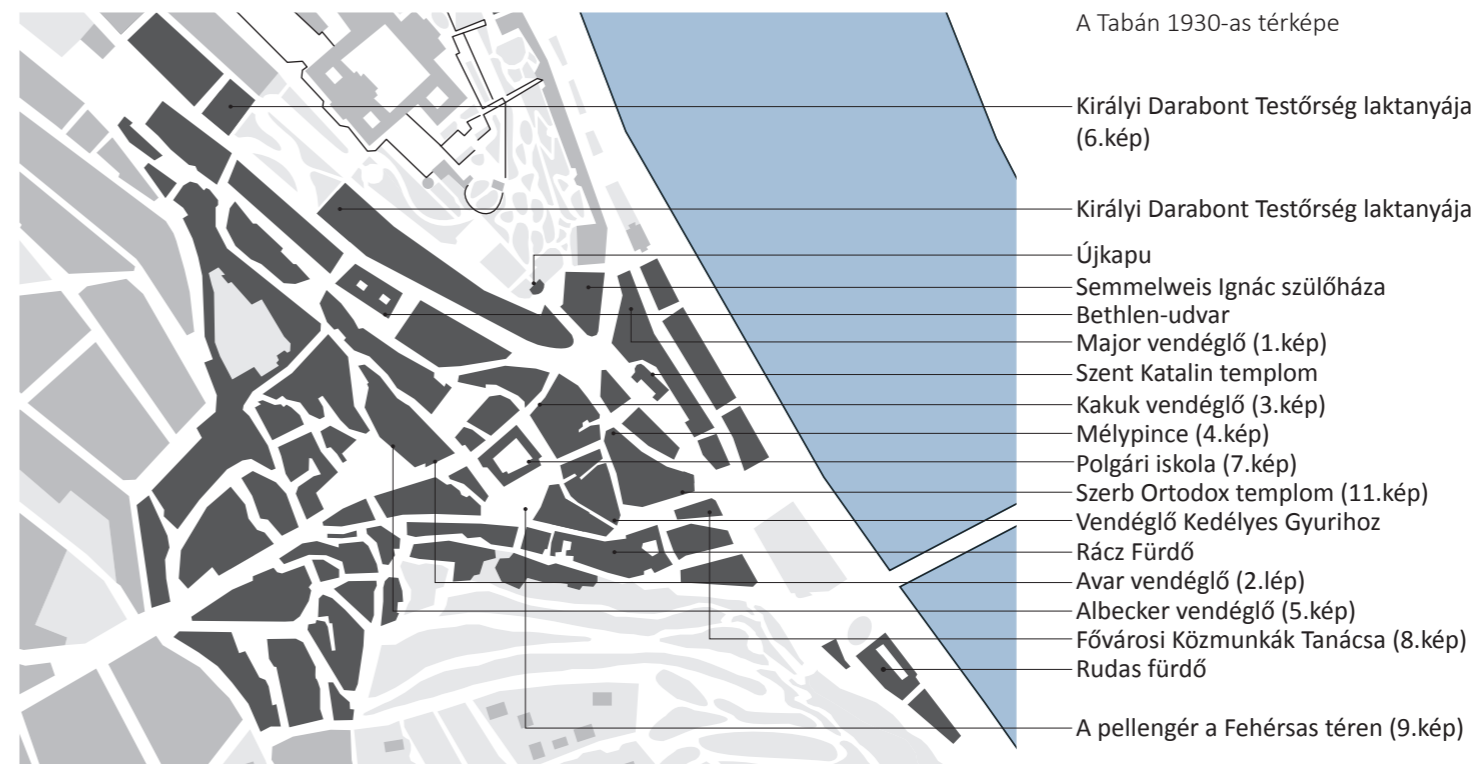 A Tabán 1930-as térképe
Királyi Darabont Testőrség laktanyája
(6.kép)
Királyi Darabont Testőrség laktanyája
Újkapu
Semmelweis Ignác szülőháza
Bethlen-udvar
Major vendéglő (1.kép)
Szent Katalin templom
Kakuk vendéglő (3.kép)
Mélypince (4.kép)
Polgári iskola (7.kép)
Szerb Ortodox templom (11.kép)
Vendéglő Kedélyes Gyurihoz
Rácz Fürdő
Avar vendéglő (2.lép)
Albecker vendéglő (5.kép)
Fővárosi Közmunkák Tanácsa (8.kép)
Rudas fürdő
A pellengér a Fehérsas téren (9.kép)